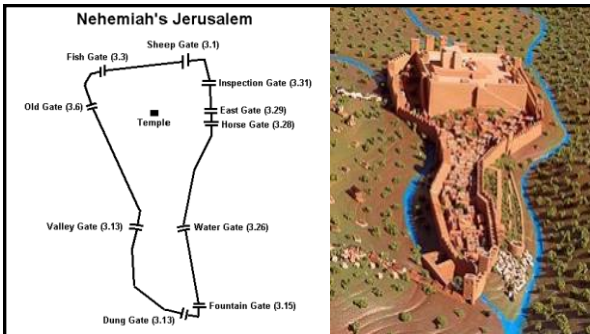 Nehemiah's Jerusalem
Sheep Gate (3.1)
Fish Gate (3.3)
Inspection Gate (3.31)
Old Gate (3.6)
East Gate (3.29)
Temple
Horse Gate (3.28)
Valley Gate (3.13)
Water Gate (3.26)
Fountain Gate (3.15)
Dung Gate (3.13)